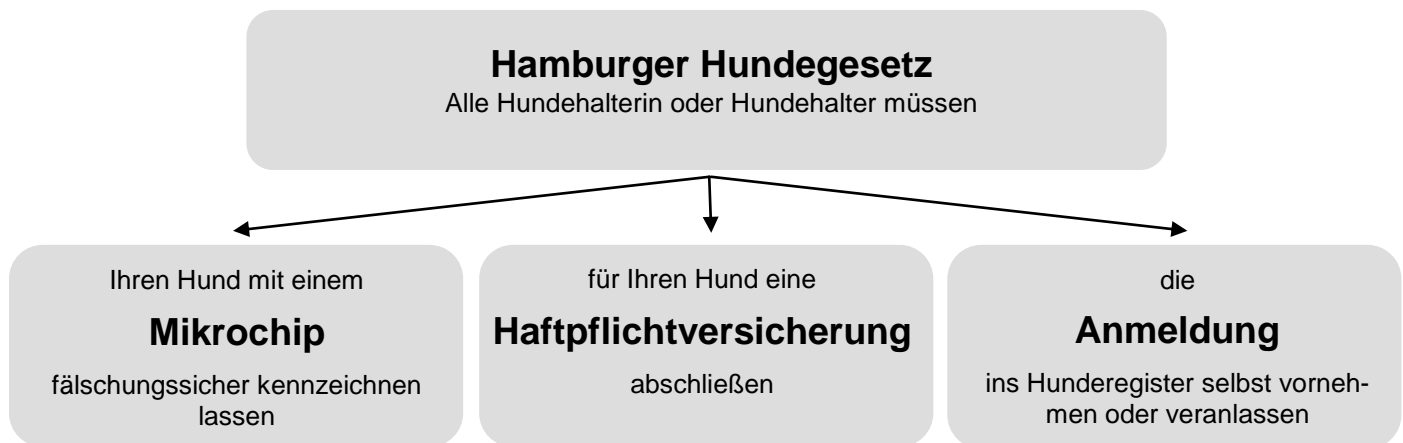 Hamburger Hundegesetz
Alle Hundehalterin oder Hundehalter müssen
Ihren Hund mit einem
Mikrochip
fälschungssicher kennzeichnen
lassen
für Ihren Hund eine
Haftpflichtversicherung
abschließen
die
Anmeldung
ins Hunderegister selbst vorneh-
men oder veranlassen